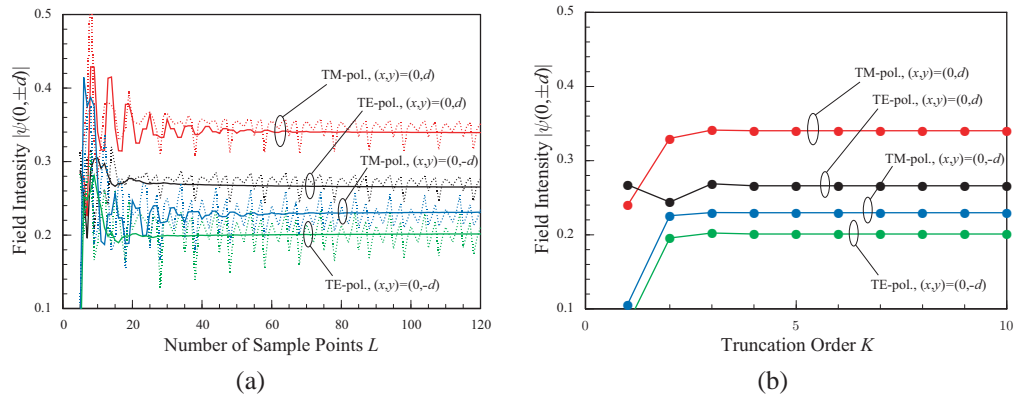 0.5
0.4
0.3
0.2
0.1
0
20
40
60
80
100
120
Field Intensity |ψ(0,±d)|
Number of Sample Points L
TM-pol., (x,y)=(0,d)
TE-pol., (x,y)=(0,d)
TM-pol., (x,y)=(0,-d)
TE-pol., (x,y)=(0,-d)
(a)
0.5
0.4
0.3
0.2
0.1
0
5
10
Field Intensity |ψ(0,±d)|
Truncation Order K
TM-pol., (x,y)=(0,d)
TE-pol., (x,y)=(0,d)
TM-pol., (x,y)=(0,-d)
TE-pol., (x,y)=(0,-d)
(b)